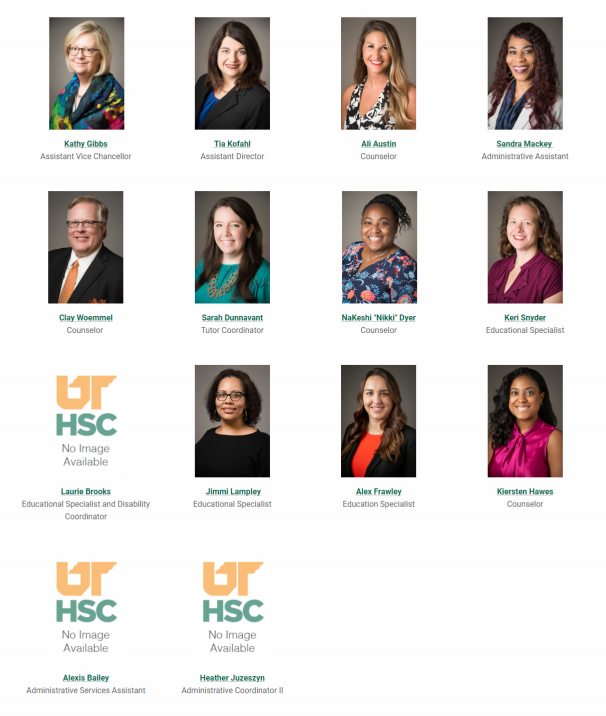 Kathy Gibbs
Assistant Vice Chancellor
Tia Kofahl
Assistant Director
Ali Austin
Counselor
Sandra Mackey
Administrative Assistant
Clay Woemmel
Counselor
Sarah Dunnavant
Tutor Coordinator
NaKeshi "Nikki" Dyer
Counselor
Keri Snyder
Educational Specialist
UT
HSC
No Image
Available
Laurie Brooks
Educational Specialist and Disability
Coordinator
Jimmi Lampley
Educational Specialist
Alex Frawley
Education Specialist
Kiersten Hawes
Counselor
UT
HSC
No Image
Available
Alexis Bailey
Administrative Services Assistant
UT
HSC
No Image
Available
Heather Juzeszyn
Administrative Coordinator II